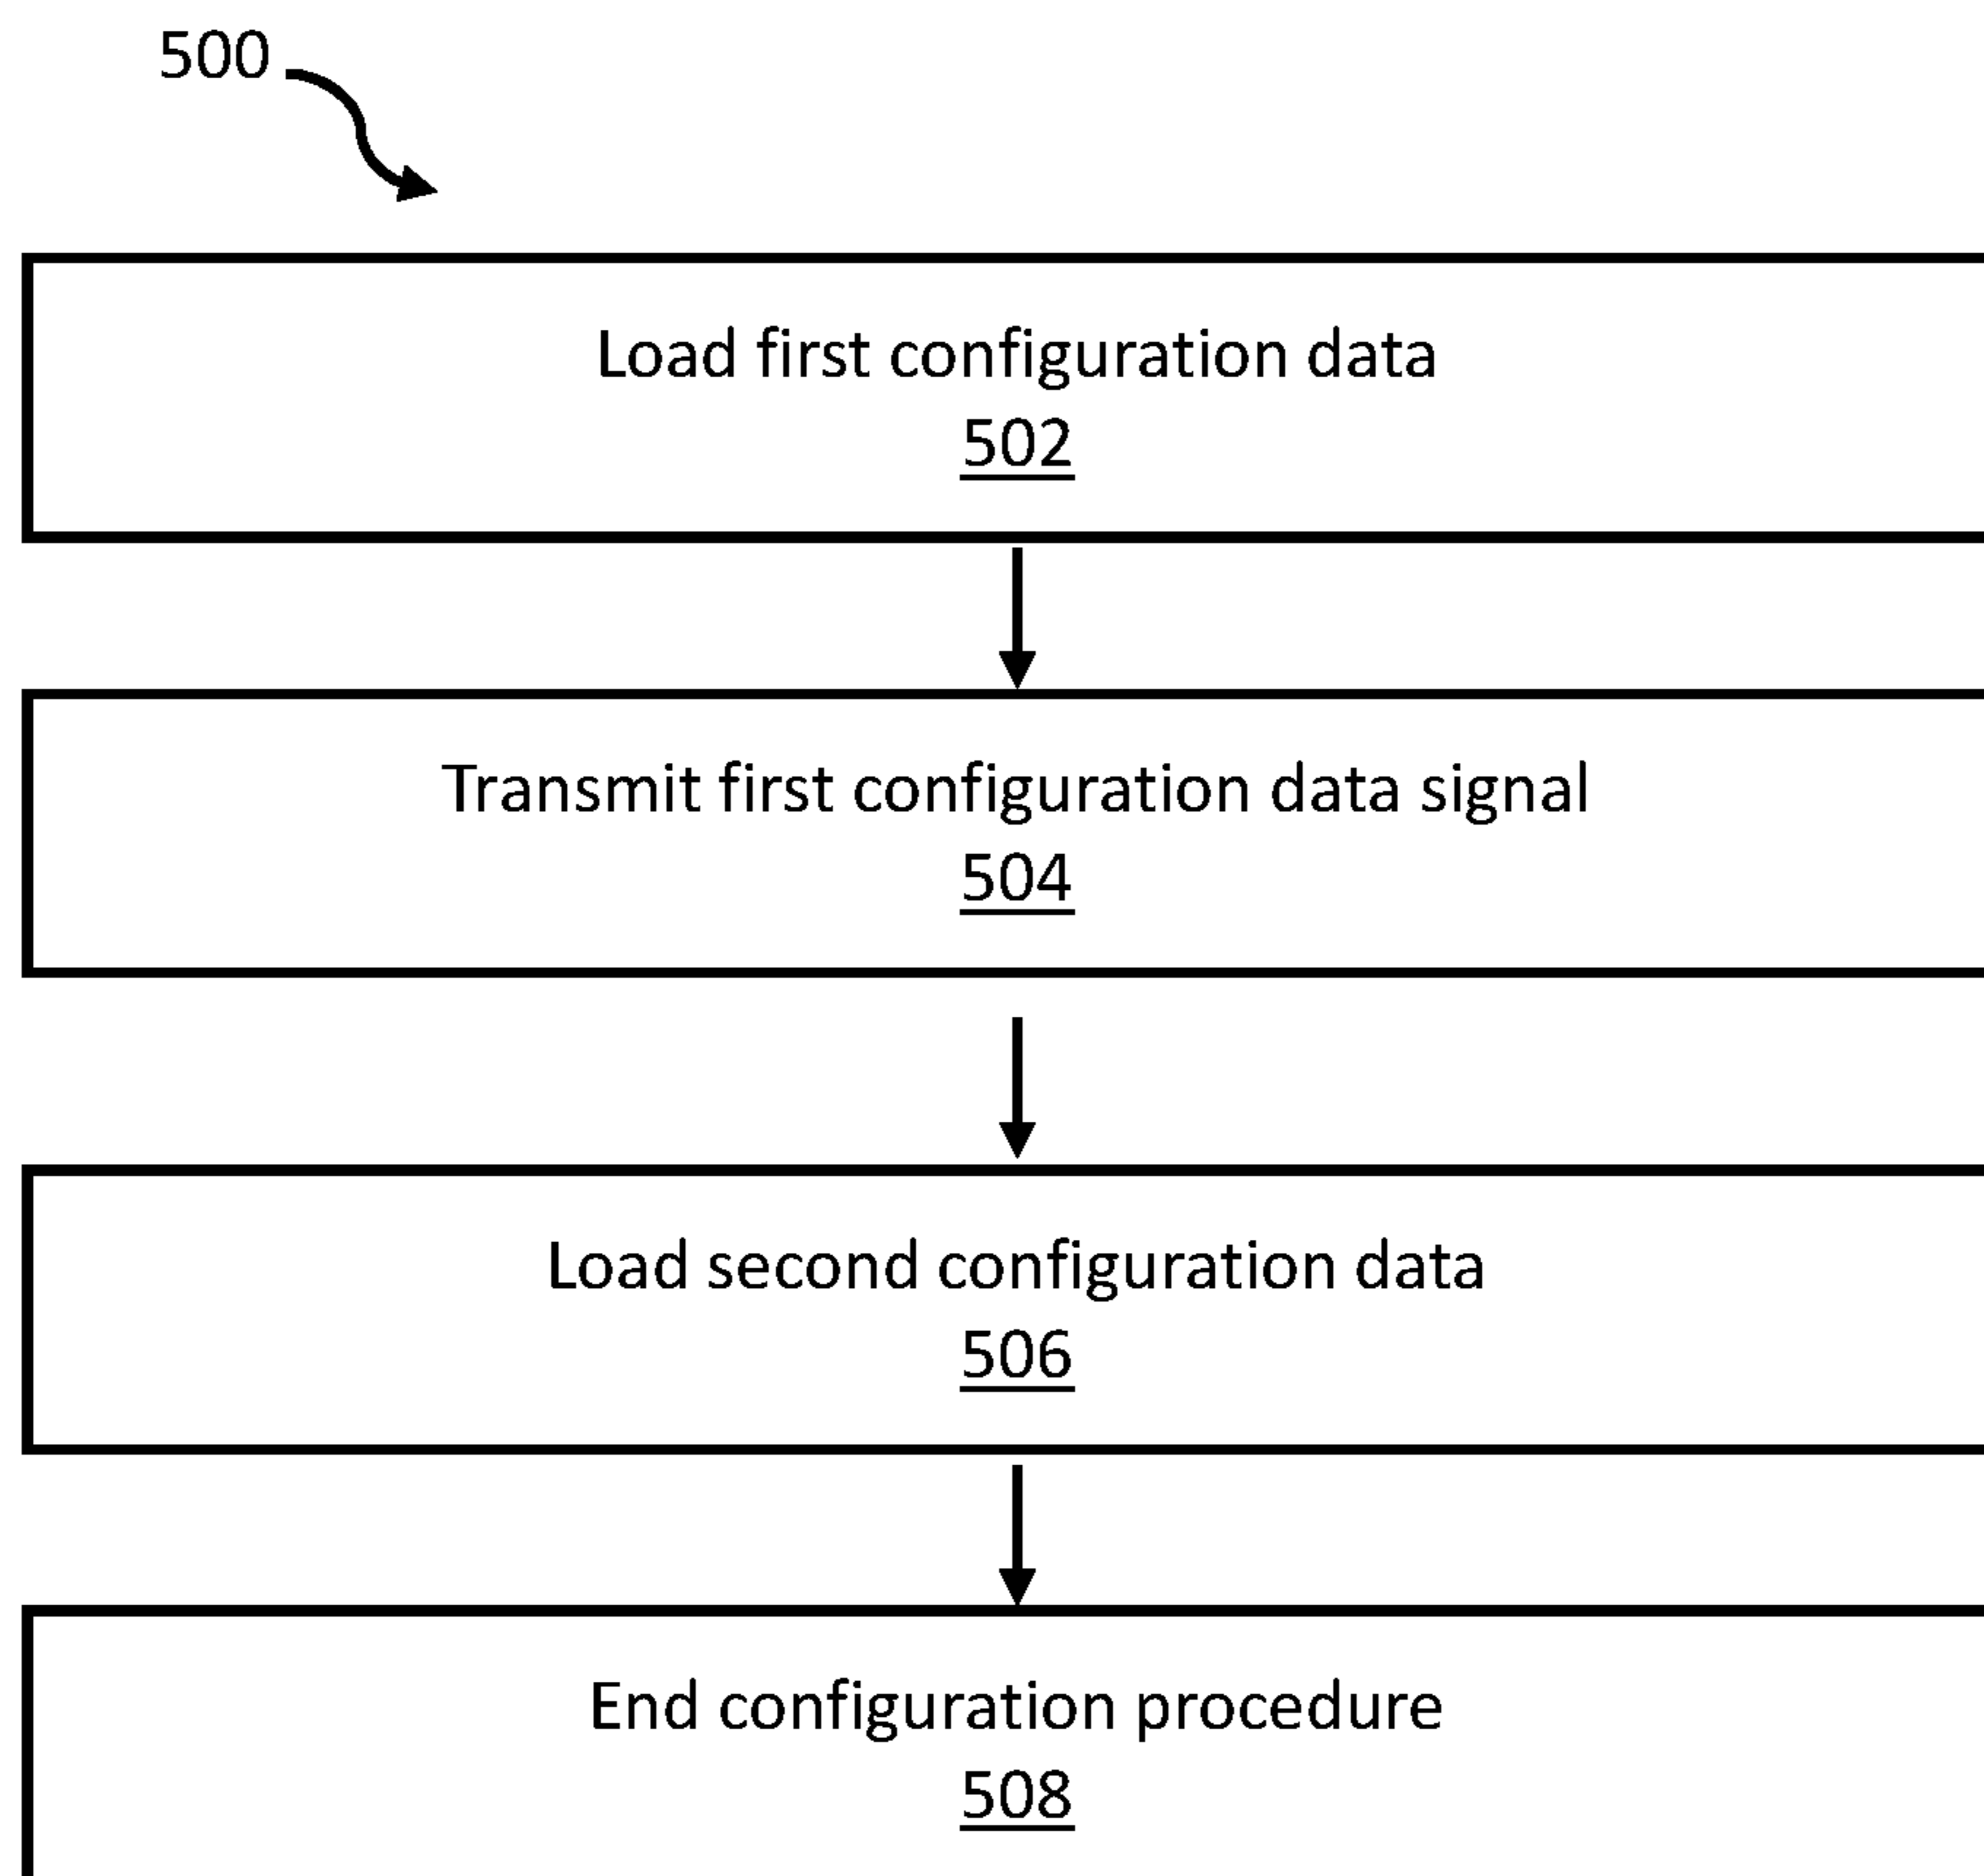 500
Load first configuration data
502
Transmit first configuration data signal
504
Load second configuration data
506
End configuration procedure
508